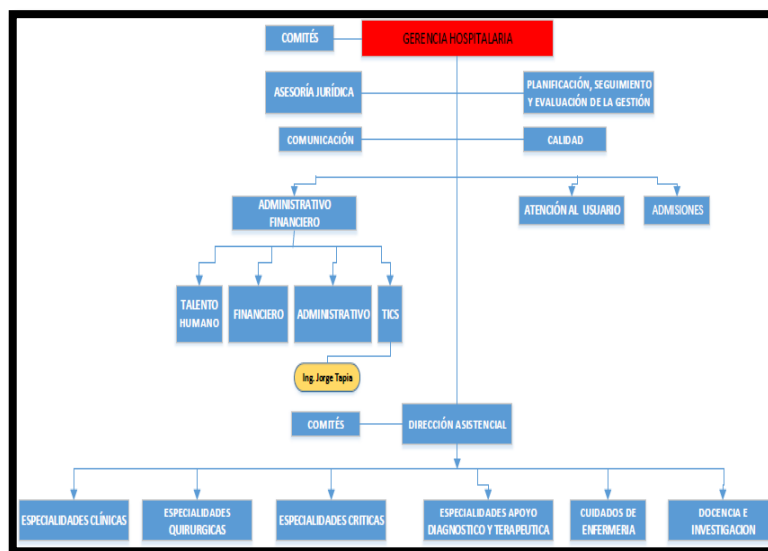 COMITÉS
GERENCIA HOSPITALARIA
ASESORÍA JURÍDICA
PLANIFICACIÓN, SEGUIMIENTO
Y EVALUACIÓN DE LA GESTIÓN
COMUNICACIÓN
CALIDAD
ADMINISTRATIVO
FINANCIERO
ATENCIÓN AL USUARIO
ADMISIONES
TALENTO
HUMANO
FINANCIERO
ADMINISTRATIVO
TICS
Ing. Jorge Tapia
COMITÉS
DIRECCIÓN ASISTENCIAL
ESPECIALIDADES CLÍNICAS
ESPECIALIDADES
QUIRURGICAS
ESPECIALIDADES CRITICAS
ESPECIALIDADES APOYO
DIAGNOSTICO Y TERAPEUTICA
CUIDADOS DE
ENFERMERIA
DOCENCIA E
INVESTIGACION